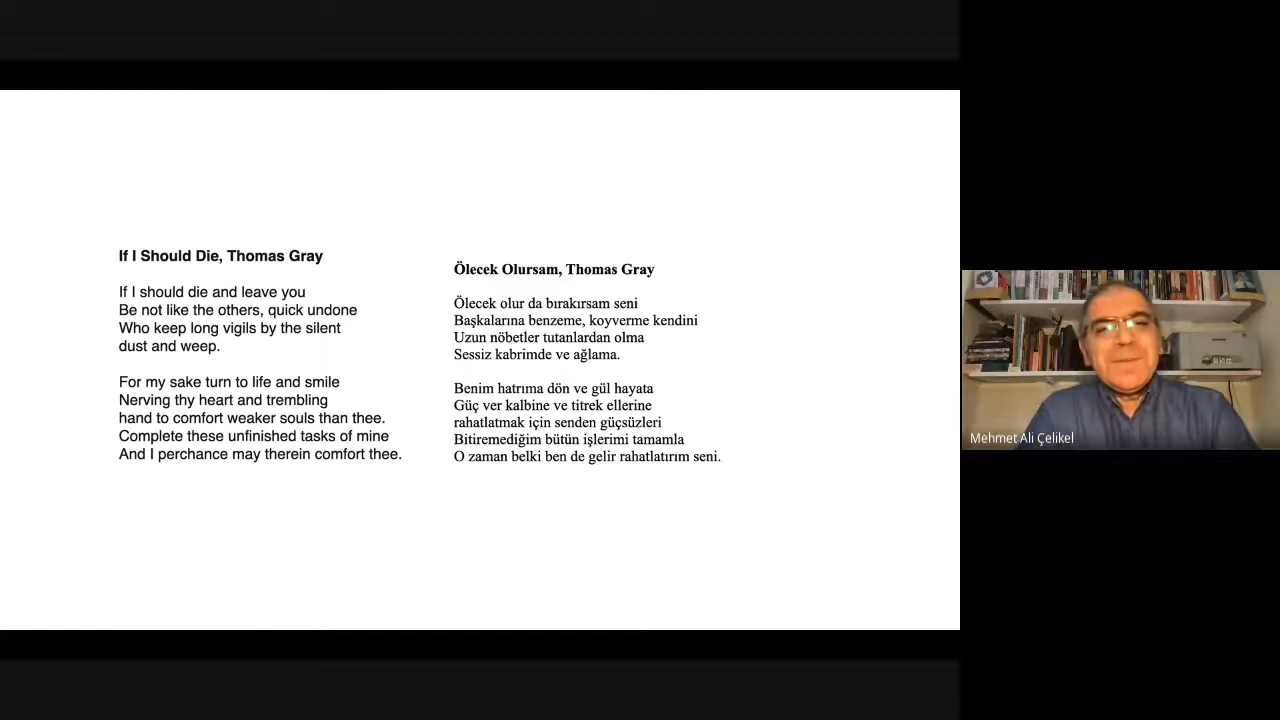 If I Should Die, Thomas Gray
If I should die and leave you
Be not like the others, quick undone
Who keep long vigils by the silent
dust and weep.
For my sake turn to life and smile
Nerving thy heart and trembling
hand to comfort weaker souls than thee.
Complete these unfinished tasks of mine
And I perchance may therein comfort thee.
Ölecek Olursam, Thomas Gray
Ölecek olur da bırakırsam seni
Başkalarına benzeme, koyverme kendini
Uzun nöbetler tutanlardan olma
Sessiz kabrimde ve ağlama.
Benim hatrıma dön ve gül hayata
Güç ver kalbine ve titrek ellerine
rahatlatmak için senden güçsüzleri
Bitiremediğim bütün işlerimi tamamla
O zaman belki ben de gelir rahatlatırım seni.
Mehmet Ali Çelikel